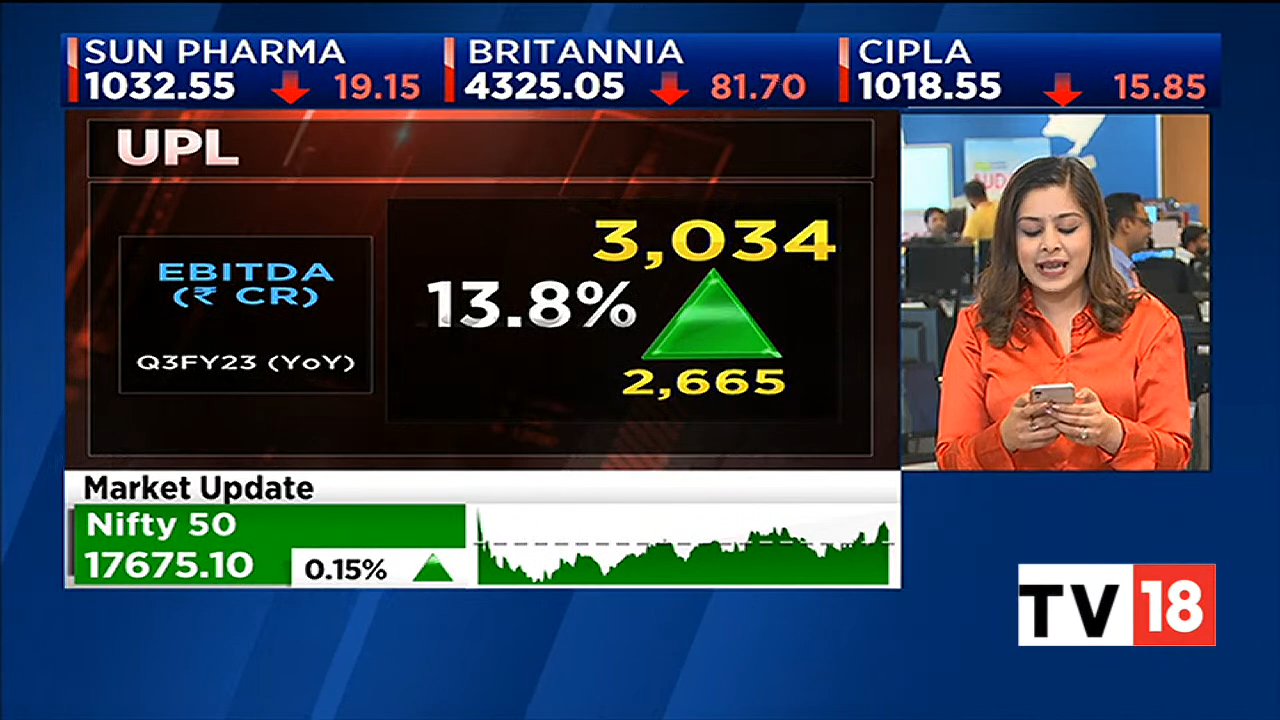 SUN PHARMA
1032.55 19.15
BRITANNIA
4325.05 81.70
CIPLA
1018.55 15.85
UPL
EBITDA
(₹ CR)
Q3FY23 (YoY)
3,034
13.8%
2,665
Market Update
Nifty 50
17675.10 0.15%
TV18